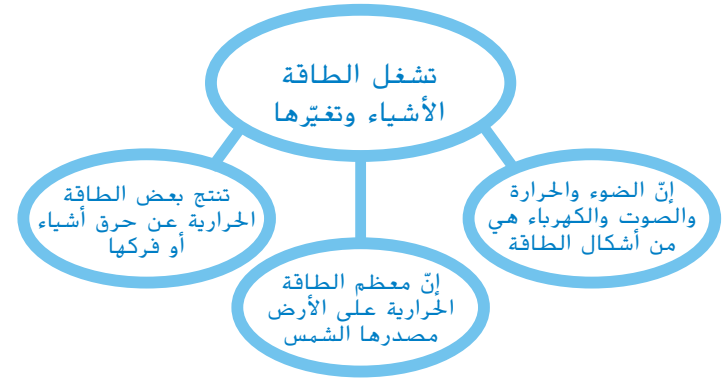 تشغل الطاقة
الأشياء وتغيّرها
إنّ الضوء والحرارة
والصوت والكهرباء هي
من أشكال الطاقة
إنّ معظم الطاقة
الحرارية على الأرض
مصدرها الشمس
تنتج بعض الطاقة
الحرارية عن حرق أشياء
أو فركها